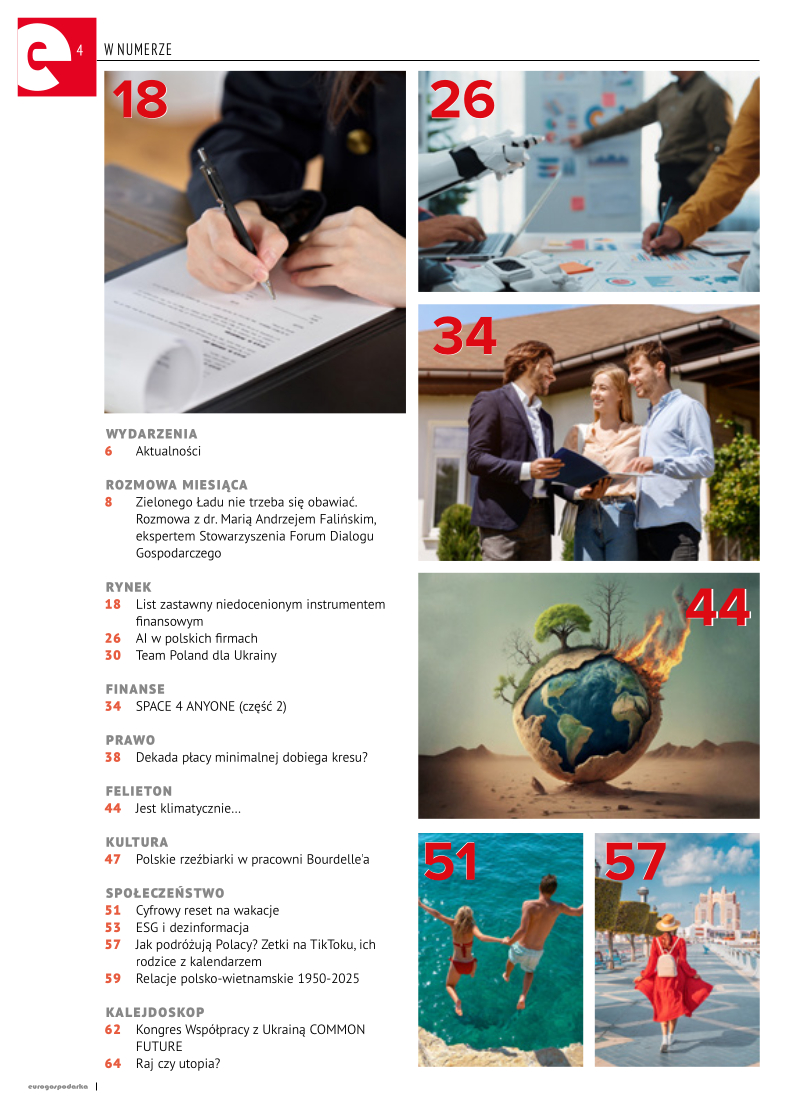 4
W NUMERZE
18
26
34
44
51
57
WYDARZENIA
6 Aktualności
ROZMOWA MIESIĄCA
8 Zielonego Ładu nie trzeba się obawiać.
Rozmowa z dr. Marią Andrzejem Falińskim,
ekspertem Stowarzyszenia Forum Dialogu
Gospodarczego
RYNEK
18 List zastawny niedocenionym instrumentem
finansowym
26 AI w polskich firmach
30 Team Poland dla Ukrainy
FINANSE
34 SPACE 4 ANYONE (część 2)
PRAWO
38 Dekada płacy minimalnej dobiega kresu?
FELIETON
44 Jest klimatycznie...
KULTURA
47 Polskie rzeźbiarki w pracowni Bourdelle'a
SPOŁECZEŃSTWO
51 Cyfrowy reset na wakacje
53 ESG i dezinformacja
57 Jak podróżują Polacy? Zetki na TikToku, ich
rodzice z kalendarzem
59 Relacje polsko-wietnamskie 1950-2025
KALEJDOSKOP
62 Kongres Współpracy z Ukrainą COMMON
FUTURE
64 Raj czy utopia?
eurogospodarka